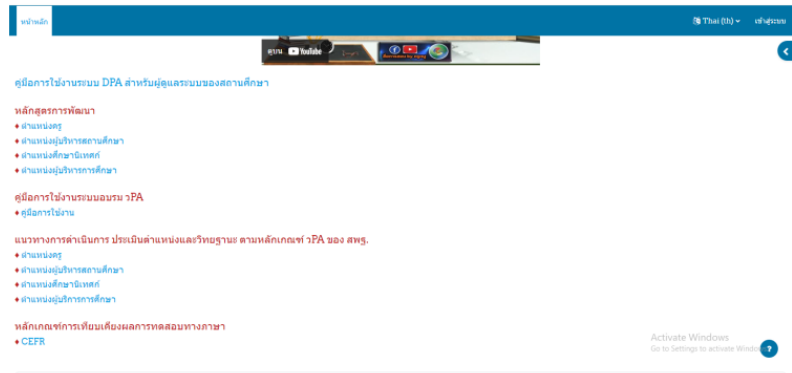 หน้าหลัก
Thai (th)
เข้าสู่ระบบ
ดูบน YouTube
คู่มือการใช้งานระบบ DPA สำหรับผู้ดูแลระบบของสถานศึกษา
หลักสูตรการพัฒนา
ตำแหน่งครู
ตำแหน่งผู้บริหารสถานศึกษา
ตำแหน่งศึกษานิเทศก์
ตำแหน่งผู้บริหารการศึกษา
คู่มือการใช้งานระบบอบรม วPA
คู่มือการใช้งาน
แนวทางการดำเนินการ ประเมินตำแหน่งและวิทยฐานะ ตามหลักเกณฑ์ วPA ของ สพฐ.
ตำแหน่งครู
ตำแหน่งผู้บริหารสถานศึกษา
ตำแหน่งศึกษานิเทศก์
ตำแหน่งผู้บริการการศึกษา
หลักเกณฑ์การเทียบเคียงผลการทดสอบทางภาษา
CEFR
Activate Windows
Go to Settings to activate Windo
?